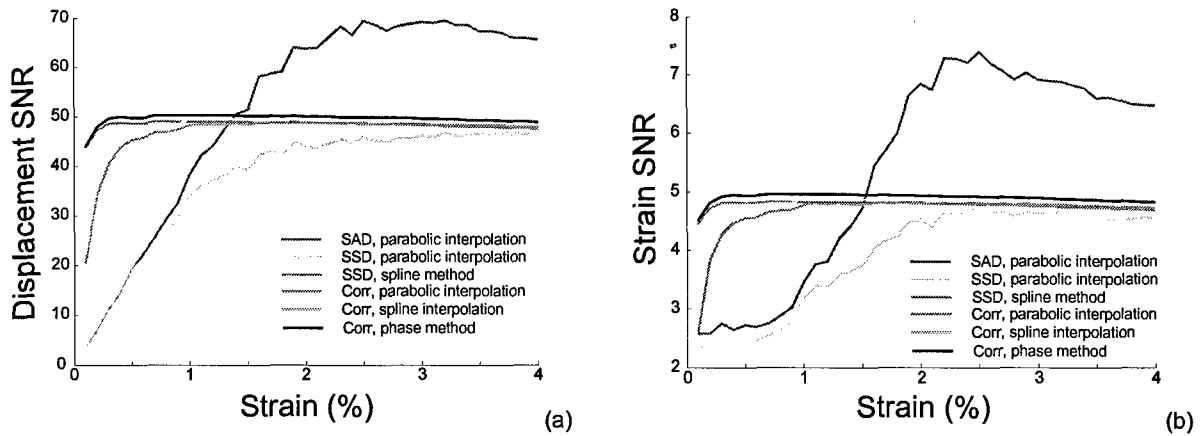 Displacement SNR
70
60
50
40
30
20
10
0
SAD, parabolic interpolation
SSD, parabolic interpolation
SSD, spline method
Corr, parabolic interpolation
Corr, spline interpolation
Corr, phase method
0
1
2
3
4
Strain (%)
(a)
Strain SNR
8
7
6
5
4
3
2
SAD, parabolic interpolation
SSD, parabolic interpolation
SSD, spline method
Corr, parabolic interpolation
Corr, spline interpolation
Corr, phase method
0
1
2
3
4
Strain (%)
(b)